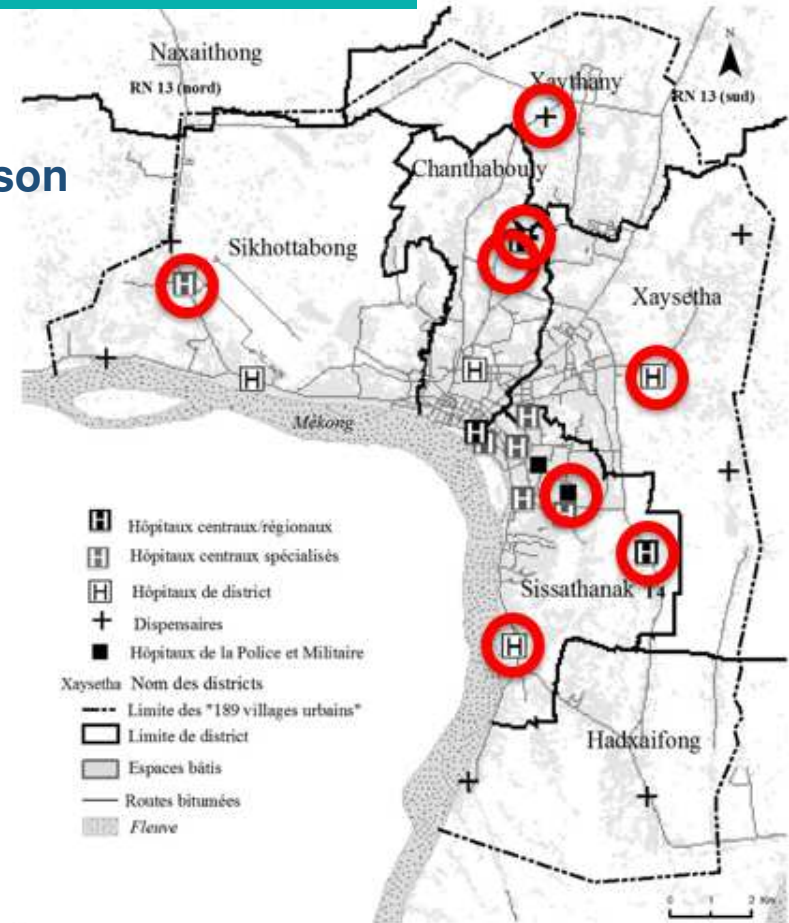 son
Naxaithong
RN 13 (nord)
Xaythany
N
RN 13 (sud)
Chanthabouly
Sikhottabong
Xaysetha
H
H
H
H
Mékong
H
H
H
H
H
H
Sissathanak
H
Hadxaifong
H Hôpitaux centraux/régionaux
H Hôpitaux centraux spécialisés
H Hôpitaux de district
Dispensaires
Hôpitaux de la Police et Militaire
Xaysetha Nom des districts
Limite des "189 villages urbains"
Limite de district
Espaces bâtis
Routes bitumées
Fleuve
0 1 2 Km